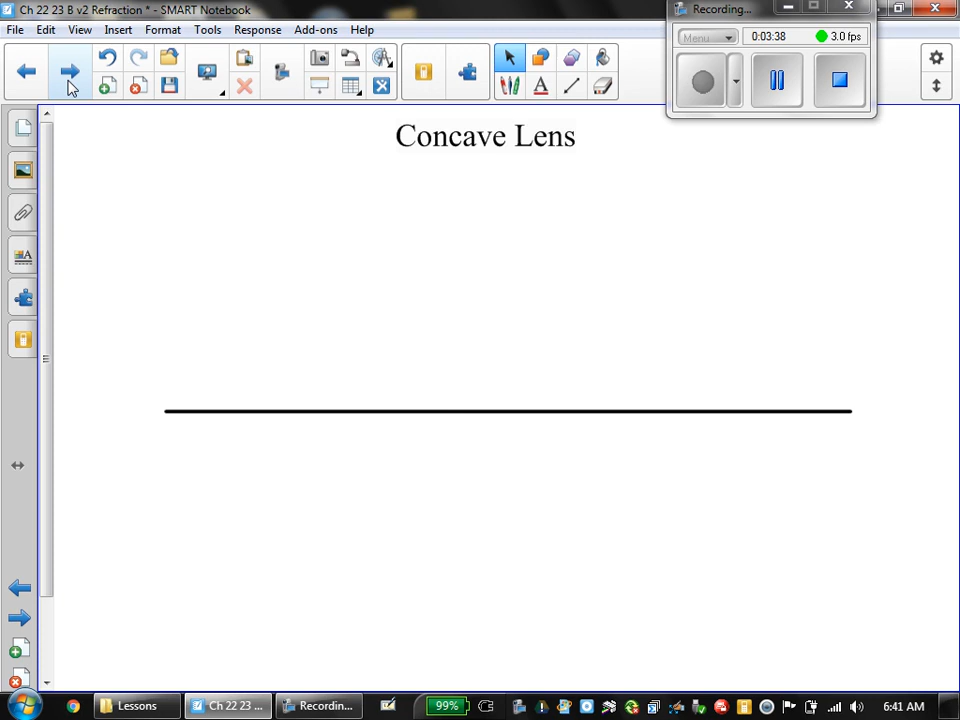 Ch 22 23 B v2 Refraction * - SMART Notebook
Recording...
File Edit View Insert Format Tools Response Add-ons Help
Menu 0:03:38 3.0 fps
Concave Lens
Lessons Ch 22 23 ... Recordin... 99% 6:41 AM